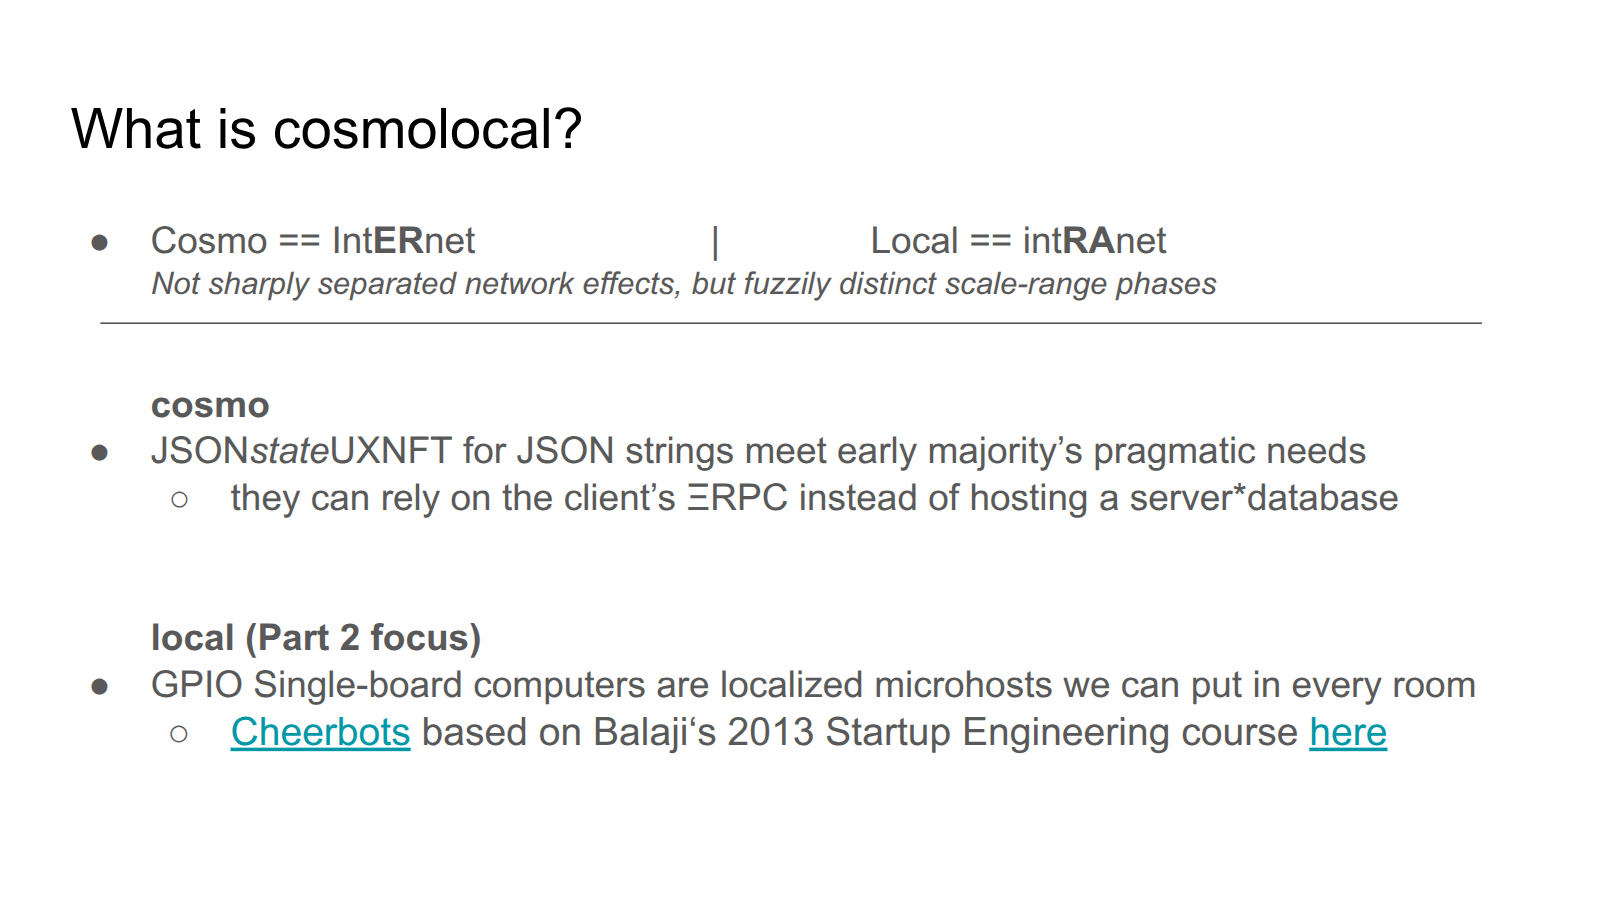 What is cosmolocal?
● Cosmo == IntERnet | Local == intRAnet
Not sharply separated network effects, but fuzzily distinct scale-range phases
cosmo
● JSONstateUXNFT for JSON strings meet early majority’s pragmatic needs
○ they can rely on the client’s ΞRPC instead of hosting a server*database
local (Part 2 focus)
● GPIO Single-board computers are localized microhosts we can put in every room
○ Cheerbots based on Balaji‘s 2013 Startup Engineering course here